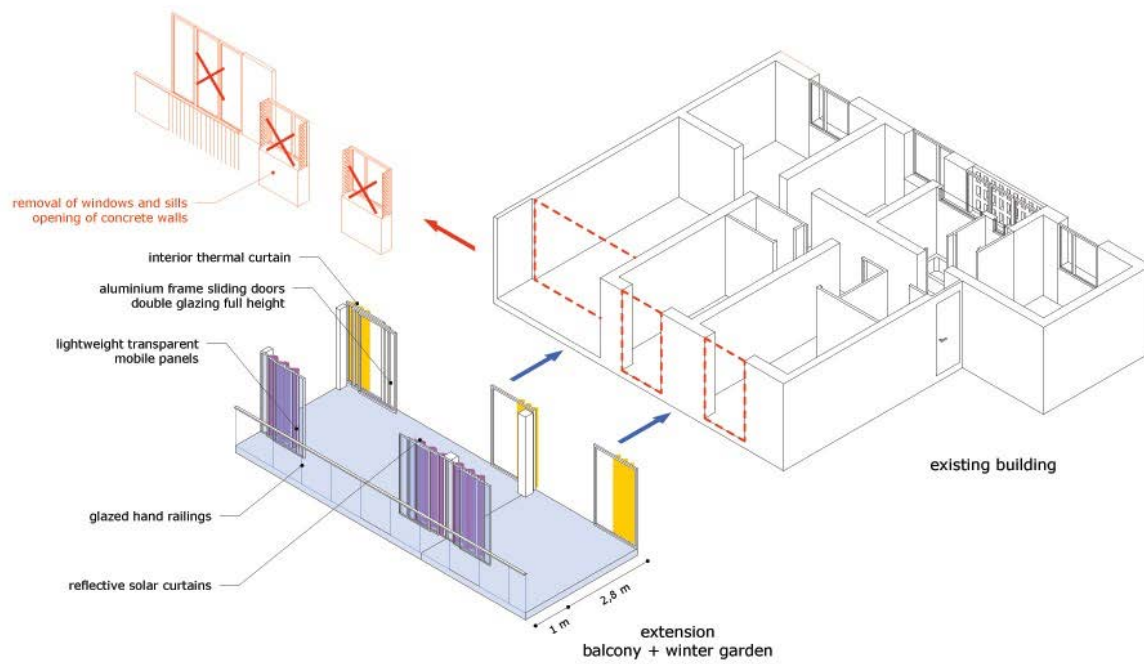 removal of windows and sills
opening of concrete walls
interior thermal curtain
aluminium frame sliding doors
double glazing full height
lightweight transparent
mobile panels
glazed hand railings
reflective solar curtains
1 m
2,8 m
extension
balcony + winter garden
existing building